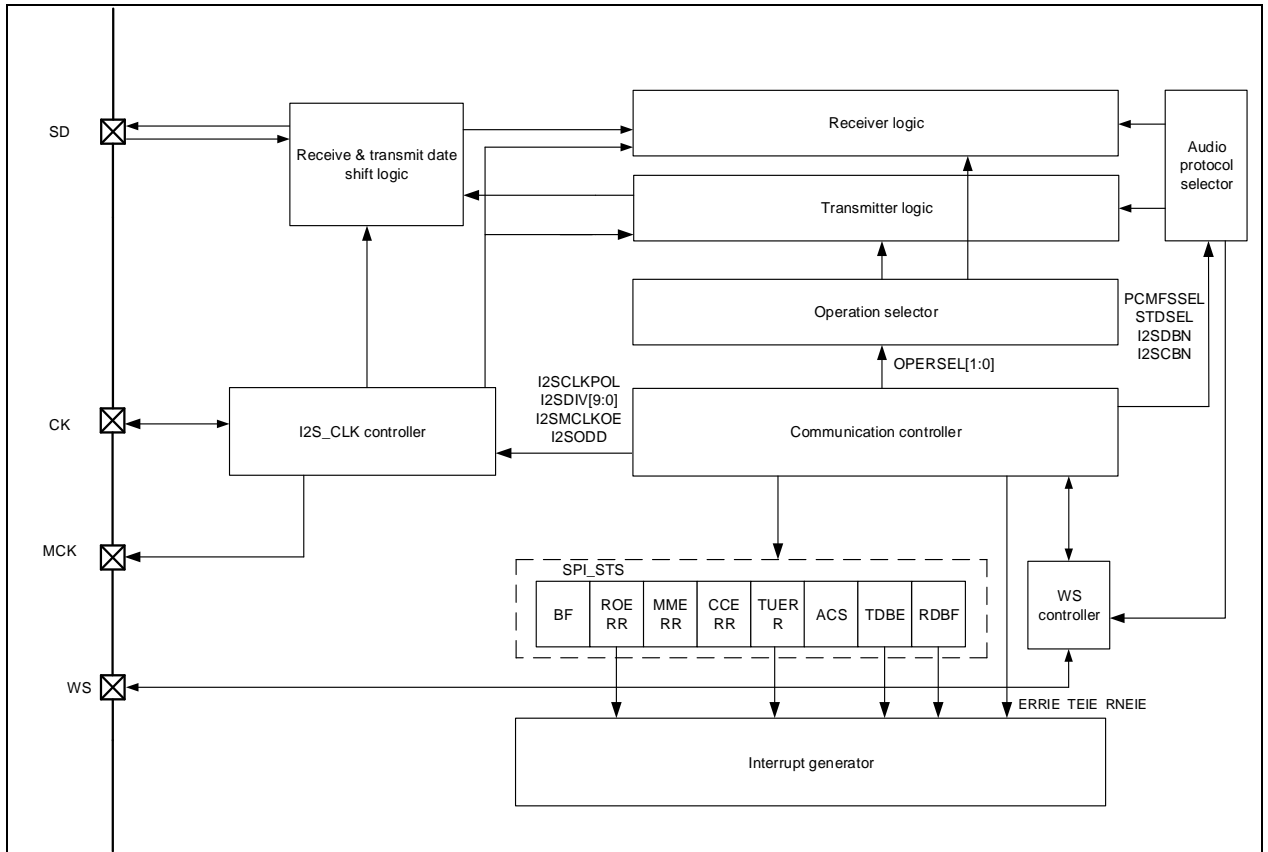 SD
Receive & transmit date
shift logic
Receiver logic
Audio
protocol
selector
Transmitter logic
Operation selector
PCMFSSEL
STDSEL
I2SDBN
I2SCBN
OPERSEL[1:0]
I2SCLKPOL
I2SDIV[9:0]
I2SMCLKOE
I2SODD
CK
I2S_CLK controller
Communication controller
MCK
SPI_STS
BF
ROE
RR
MME
RR
CCE
RR
TUER
R
ACS
TDBE
RDBF
WS
controller
WS
ERRIE TEIE RNEIE
Interrupt generator